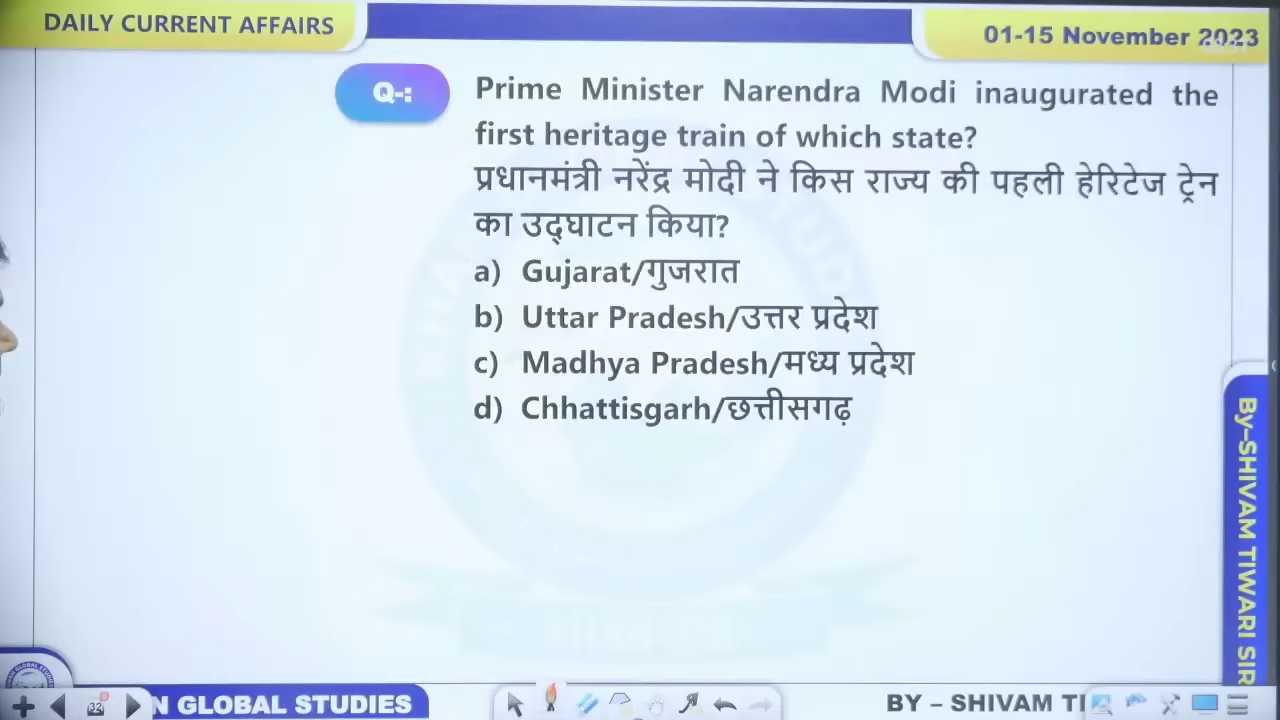 DAILY CURRENT AFFAIRS
01-15 November 2023
Q-:
Prime Minister Narendra Modi inaugurated the
first heritage train of which state?
प्रधानमंत्री नरेंद्र मोदी ने किस राज्य की पहली हेरिटेज ट्रेन
का उद्घाटन किया?
a) Gujarat/गुजरात
b) Uttar Pradesh/उत्तर प्रदेश
c) Madhya Pradesh/मध्य प्रदेश
d) Chhattisgarh/छत्तीसगढ़
By-SHIVAM TIWARI SIR
33
N GLOBAL STUDIES
BY – SHIVAM TI